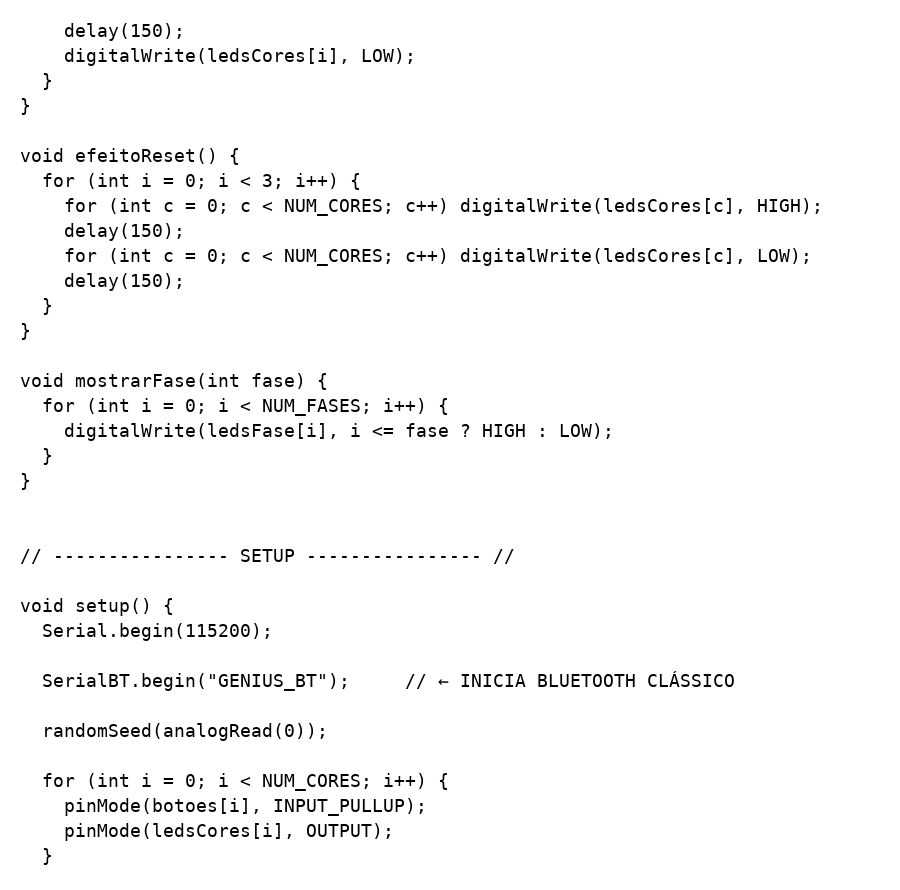 delay(150);
    digitalWrite(ledsCores[i], LOW);
  }
}

void efeitoReset() {
  for (int i = 0; i < 3; i++) {
    for (int c = 0; c < NUM_CORES; c++) digitalWrite(ledsCores[c], HIGH);
    delay(150);
    for (int c = 0; c < NUM_CORES; c++) digitalWrite(ledsCores[c], LOW);
    delay(150);
  }
}

void mostrarFase(int fase) {
  for (int i = 0; i < NUM_FASES; i++) {
    digitalWrite(ledsFase[i], i <= fase ? HIGH : LOW);
  }
}


// ---------------- SETUP ---------------- //

void setup() {
  Serial.begin(115200);

  SerialBT.begin("GENIUS_BT");     // ← INICIA BLUETOOTH CLÁSSICO

  randomSeed(analogRead(0));

  for (int i = 0; i < NUM_CORES; i++) {
    pinMode(botoes[i], INPUT_PULLUP);
    pinMode(ledsCores[i], OUTPUT);
  }